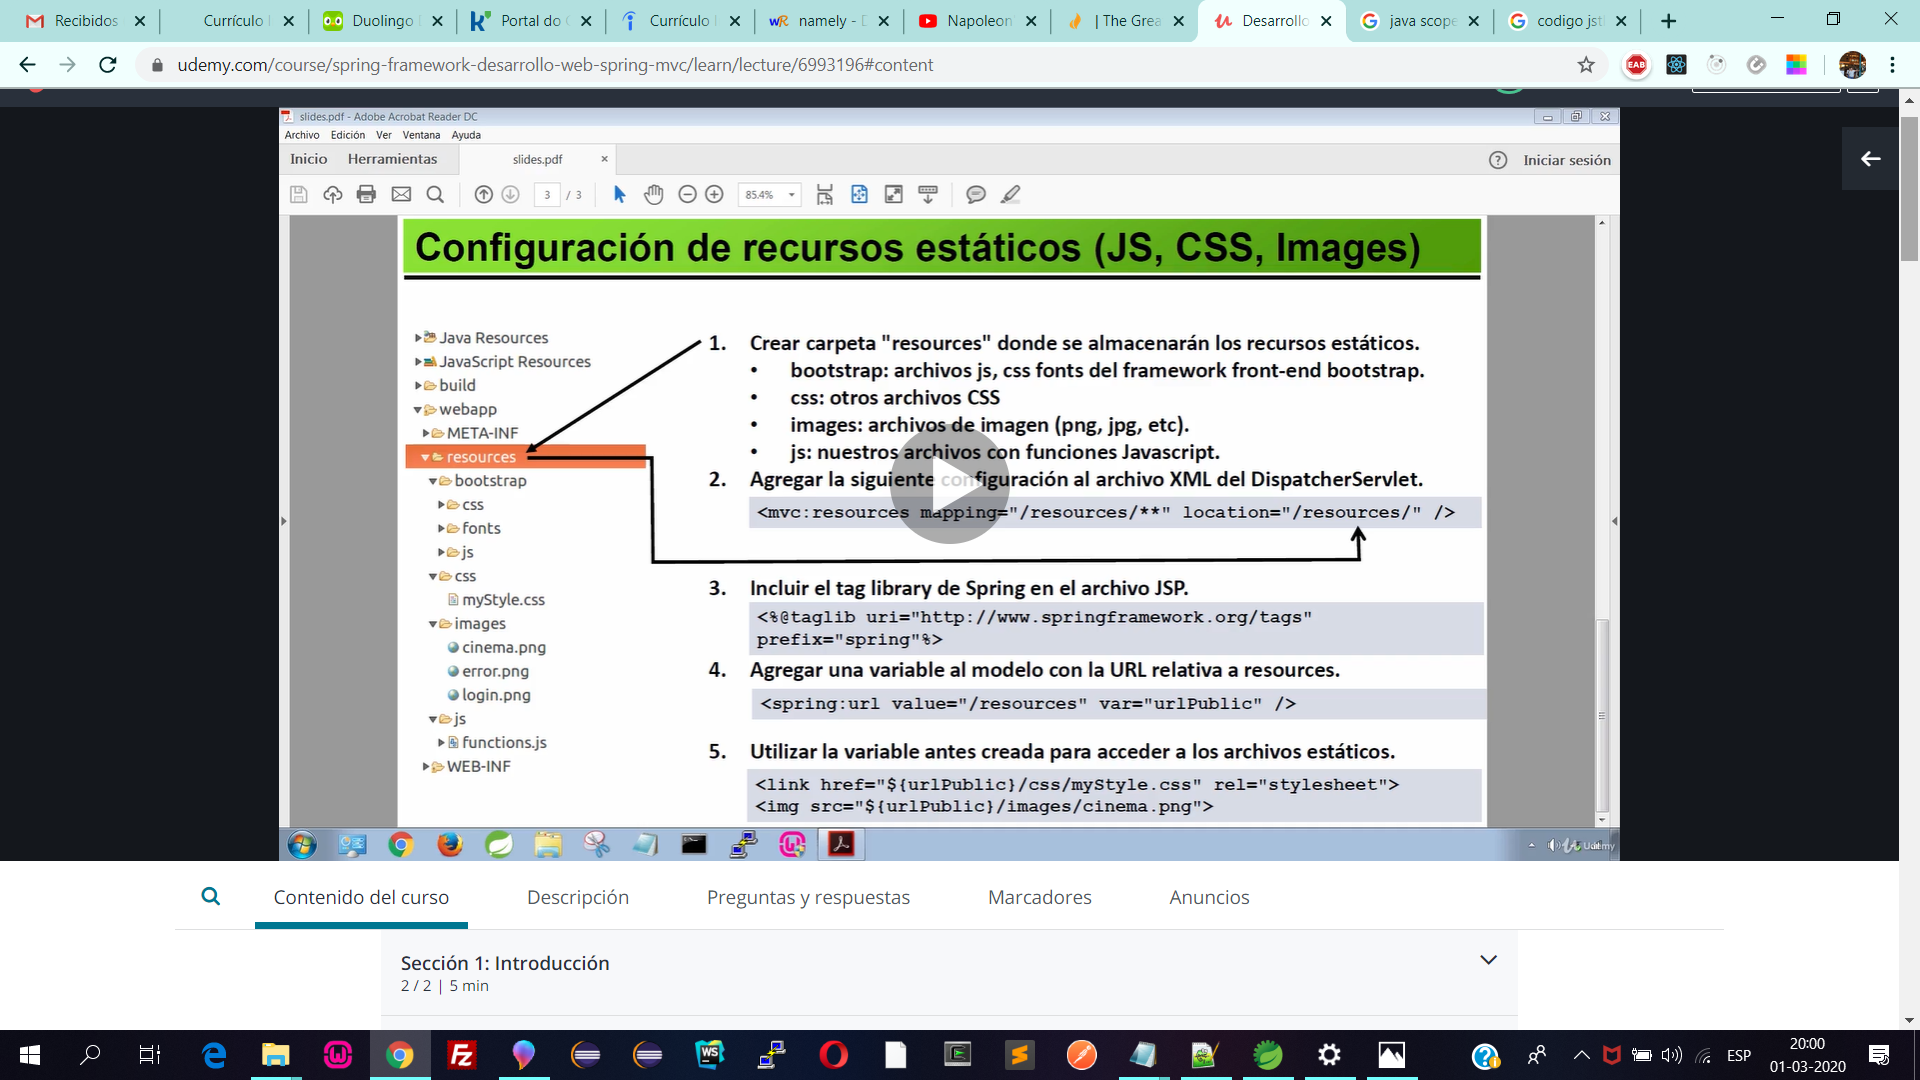 Recibidos
Currículo
Duolingo
Portal do
Currículo
namely - D
Napoleon
| The Grea
Desarrollo
java scope
codigo jst
udemy.com/course/spring-framework-desarrollo-web-spring-mvc/learn/lecture/6993196#content
slides.pdf - Adobe Acrobat Reader DC
Archivo Edición Ver Ventana Ayuda
Inicio Herramientas slides.pdf Iniciar sesión
3 / 3 85.4%
Configuración de recursos estáticos (JS, CSS, Images)
Java Resources
JavaScript Resources
build
webapp
META-INF
resources
bootstrap
css
fonts
js
css
myStyle.css
images
cinema.png
error.png
login.png
js
functions.js
WEB-INF
1. Crear carpeta "resources" donde se almacenarán los recursos estáticos.
• bootstrap: archivos js, css fonts del framework front-end bootstrap.
• css: otros archivos CSS
• images: archivos de imagen (png, jpg, etc).
• js: nuestros archivos con funciones Javascript.
2. Agregar la siguiente configuración al archivo XML del DispatcherServlet.
<mvc:resources mapping="/resources/**" location="/resources/" />
3. Incluir el tag library de Spring en el archivo JSP.
<%@taglib uri="http://www.springframework.org/tags"
prefix="spring"%>
4. Agregar una variable al modelo con la URL relativa a resources.
<spring:url value="/resources" var="urlPublic" />
5. Utilizar la variable antes creada para acceder a los archivos estáticos.
<link href="${urlPublic}/css/myStyle.css" rel="stylesheet">
<img src="${urlPublic}/images/cinema.png">
Udemy
Contenido del curso Descripción Preguntas y respuestas Marcadores Anuncios
Sección 1: Introducción
2 / 2 | 5 min
ESP
20:00
01-03-2020